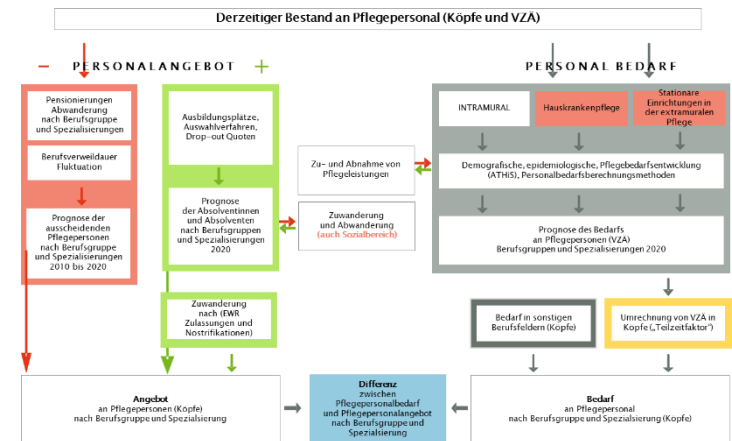 Derzeitiger Bestand an Pflegepersonal (Köpfe und VZÄ)
– PERSONALANGEBOT +
PERSONAL BEDARF
Pensionierungen
Abwanderung
nach Berufsgruppe
und Spezialisierungen
Berufsverweildauer
Fluktuation
Prognose der
ausscheidenden
Pflegepersonen
nach Berufsgruppe
und Spezialisierungen
2010 bis 2020
Ausbildungsplätze,
Auswahlverfahren,
Drop-out Quoten
Prognose
der Absolventinnen
und Absolventen
nach Berufsgruppen
und Spezialisierungen
2020
Zuwanderung
nach (EWR
Zulassungen und
Nostrifikationen)
Zu- und Abnahme von
Pflegeleistungen
Zuwanderung
und Abwanderung
(auch Sozialbereich)
INTRAMURAL
Hauskrankenpflege
Stationäre
Einrichtungen in
der extramuralen
Pflege
Demografische, epidemiologische, Pflegebedarfsentwicklung
(ATHiS), Personalbedarfsberechnungsmethoden
Prognose des Bedarfs
an Pflegepersonen (VZÄ)
Berufsgruppen und Spezialisierungen 2020
Bedarf in sonstigen
Berufsfeldern (Köpfe)
Umrechnung von VZÄ in
Köpfe („Teilzeitfaktor“)
Angebot
an Pflegepersonen (Köpfe)
nach Berufsgruppe und Spezialisierung
Differenz
zwischen
Pflegepersonalbedarf
und Pflegepersonalangebot
nach Berufsgruppe und
Spezialisierung
Bedarf
an Pflegepersonal
nach Berufsgruppe und Spezialsierung (Köpfe)